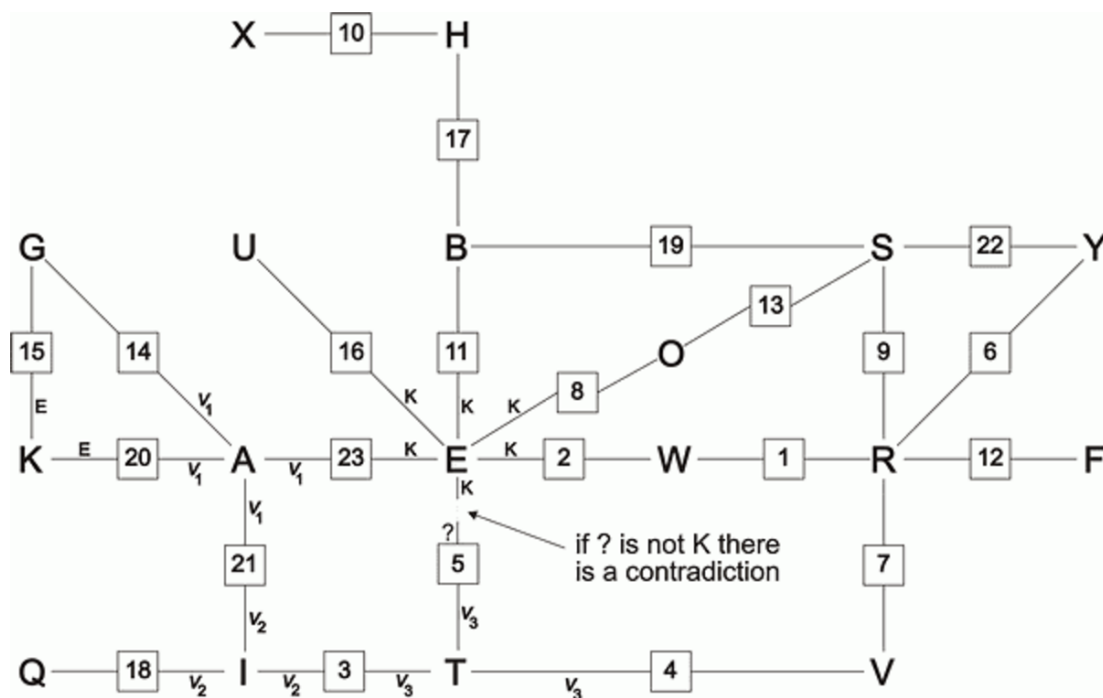 X 10 H
17
G U B 19 S 22 Y
13
15 14 16 11 O 9 6
8
E V₁ K K K
K E 20 V₁ A V₁ 23 K E K 2 W 1 R 12 F
K
V₁
?
if ? is not K there
is a contradiction
21 5 7
V₂ V₃
Q 18 V₂ I V₂ 3 V₃ T V₃ 4 V